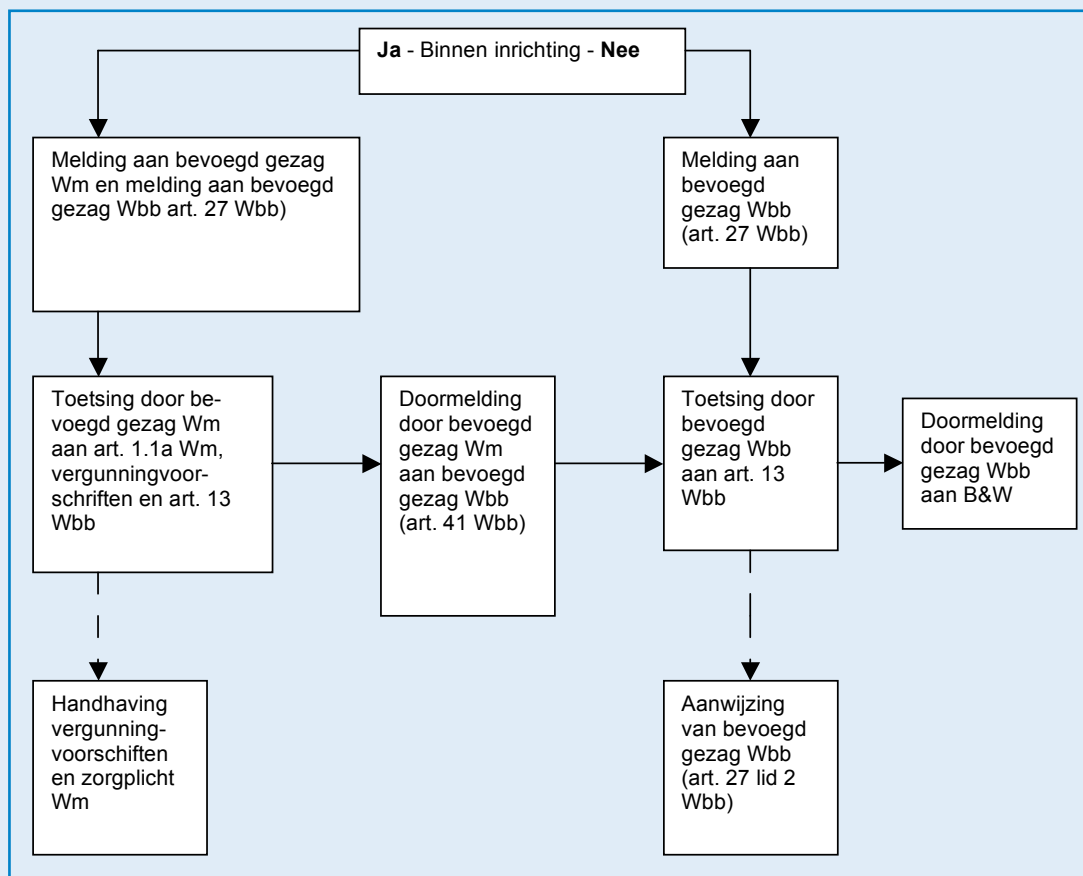 Ja - Binnen inrichting - Nee
Melding aan bevoegd gezag
Wm en melding aan bevoegd
gezag Wbb art. 27 Wbb)
Melding aan
bevoegd
gezag Wbb
(art. 27 Wbb)
Toetsing door be-
voegd gezag Wm
aan art. 1.1a Wm,
vergunningvoor-
schriften en art. 13
Wbb
Doormelding
door bevoegd
gezag Wm
aan bevoegd
gezag Wbb
(art. 41 Wbb)
Toetsing door
bevoegd
gezag Wbb
aan art. 13
Wbb
Doormelding
door bevoegd
gezag Wbb
aan B&W
Handhaving
vergunning-
voorschiften
en zorgplicht
Wm
Aanwijzing
van bevoegd
gezag Wbb
(art. 27 lid 2
Wbb)